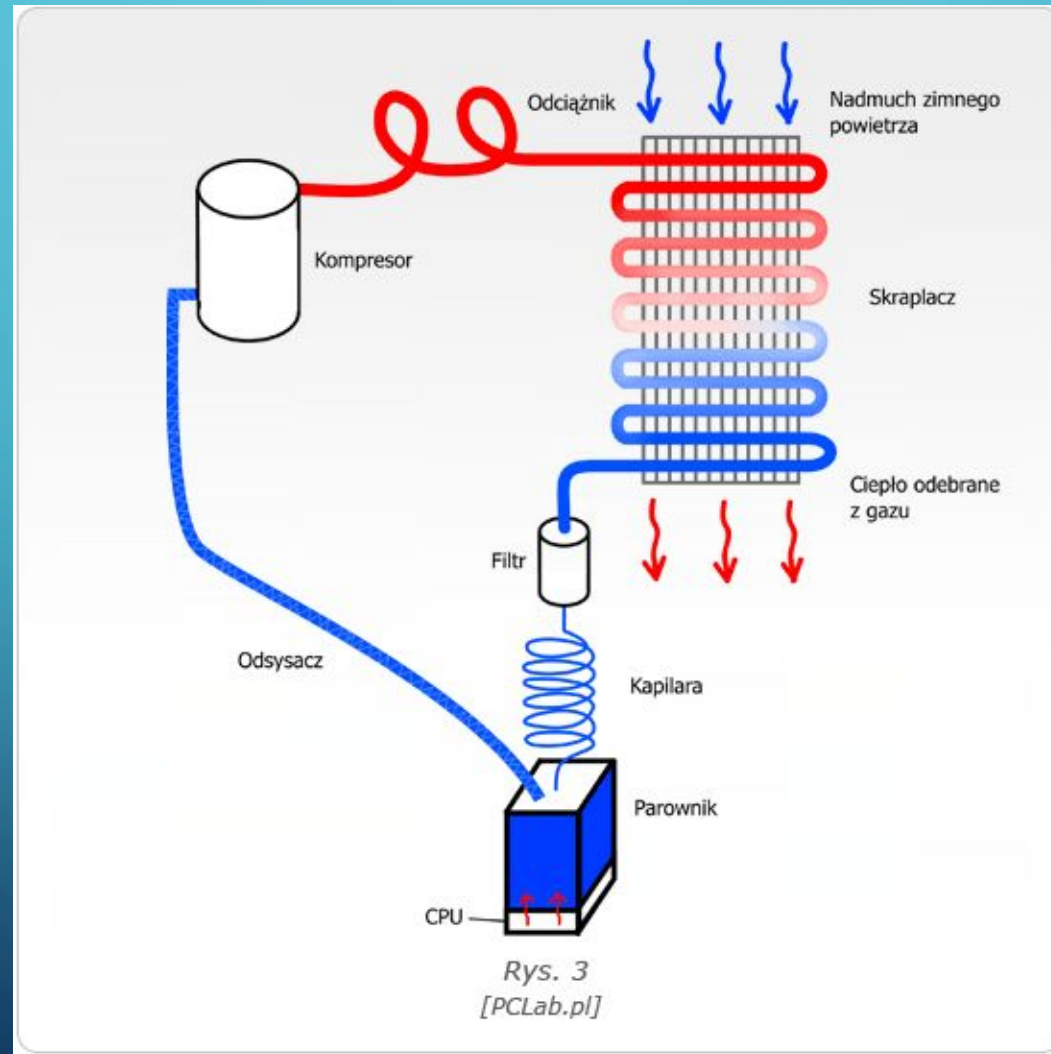 Odciążnik
Nadmuch zimnego
powietrza
Kompresor
Skraplacz
Ciepło odebrane
z gazu
Filtr
Odsysacz
Kapilara
Parownik
CPU
Rys. 3
[PCLab.pl]